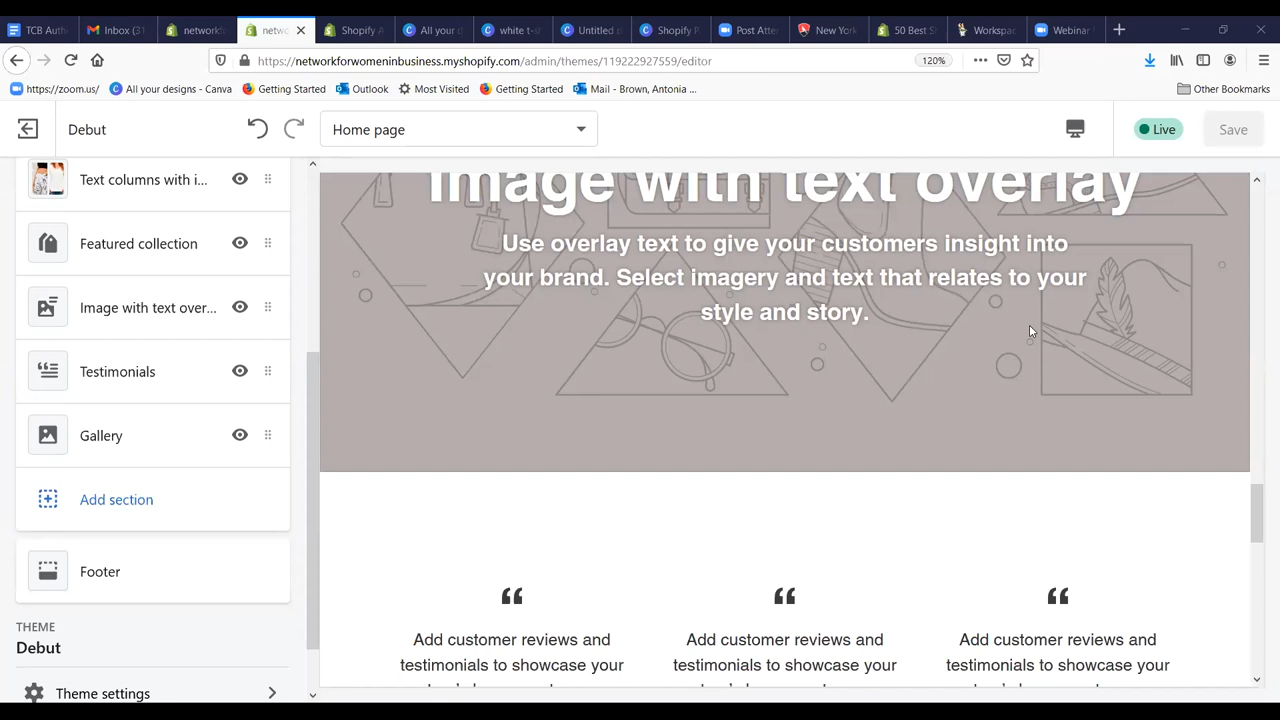 TCB Auth
Inbox (31
network
netwo
Shopify A
All your d
white t-s
Untitled d
Shopify P
Post Atte
New York
50 Best S
Workspac
Webinar
https://networkforwomeninbusiness.myshopify.com/admin/themes/119222927559/editor
120%
https://zoom.us/
All your designs - Canva
Getting Started
Outlook
Most Visited
Getting Started
Mail - Brown, Antonia ...
Other Bookmarks
Debut
Home page
Live
Save
Text columns with i...
Featured collection
Image with text over...
Testimonials
Gallery
Add section
Footer
THEME
Debut
Theme settings
Image with text overlay
Use overlay text to give your customers insight into
your brand. Select imagery and text that relates to your
style and story.
“ “ “
Add customer reviews and
testimonials to showcase your
Add customer reviews and
testimonials to showcase your
Add customer reviews and
testimonials to showcase your